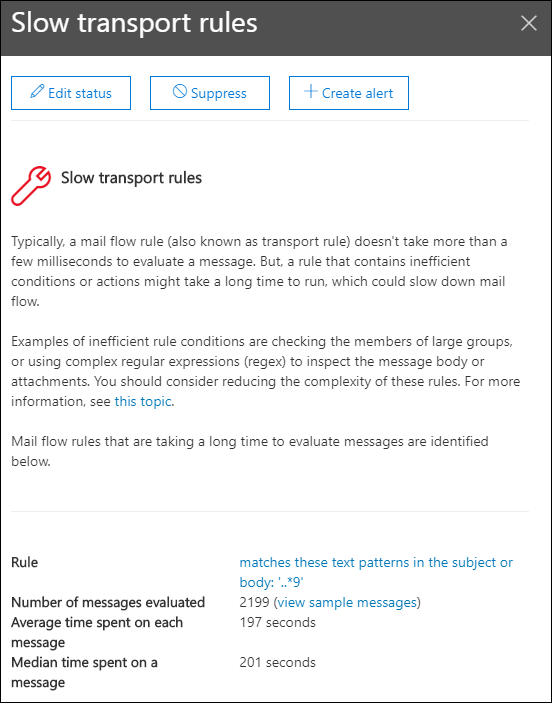 Slow transport rules
Edit status
Suppress
Create alert
Slow transport rules
Typically, a mail flow rule (also known as transport rule) doesn't take more than a
few milliseconds to evaluate a message. But, a rule that contains inefficient
conditions or actions might take a long time to run, which could slow down mail
flow.
Examples of inefficient rule conditions are checking the members of large groups,
or using complex regular expressions (regex) to inspect the message body or
attachments. You should consider reducing the complexity of these rules. For more
information, see this topic.
Mail flow rules that are taking a long time to evaluate messages are identified
below.
Rule
matches these text patterns in the subject or
body: '..*9'
Number of messages evaluated
2199 (view sample messages)
Average time spent on each
message
197 seconds
Median time spent on a
message
201 seconds